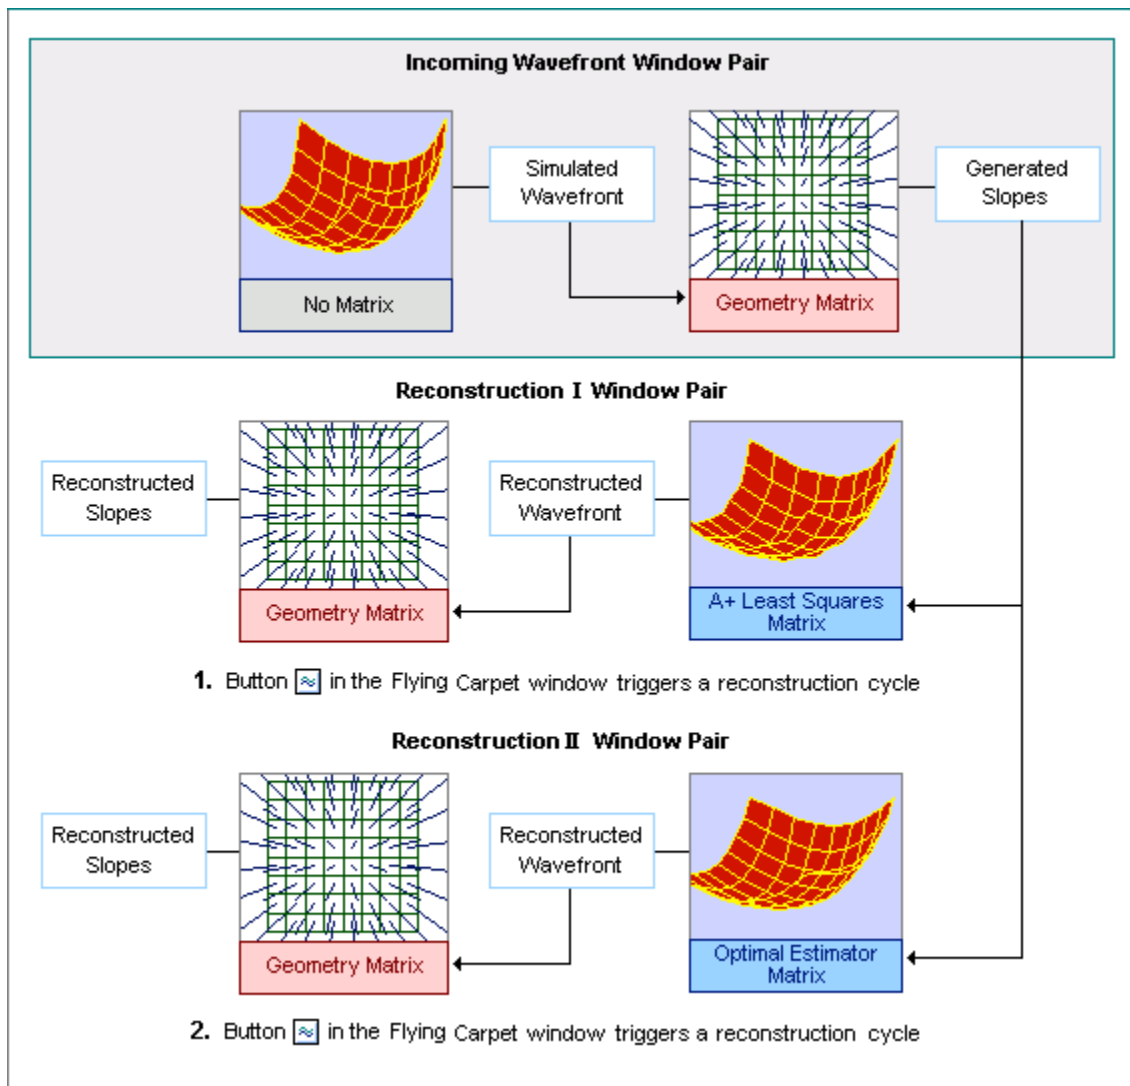 Incoming Wavefront Window Pair
Simulated
Wavefront
Generated
Slopes
No Matrix
Geometry Matrix
Reconstruction I Window Pair
Reconstructed
Slopes
Reconstructed
Wavefront
Geometry Matrix
A+ Least Squares
Matrix
1. Button ≈ in the Flying Carpet window triggers a reconstruction cycle
Reconstruction II Window Pair
Reconstructed
Slopes
Reconstructed
Wavefront
Geometry Matrix
Optimal Estimator
Matrix
2. Button ≈ in the Flying Carpet window triggers a reconstruction cycle